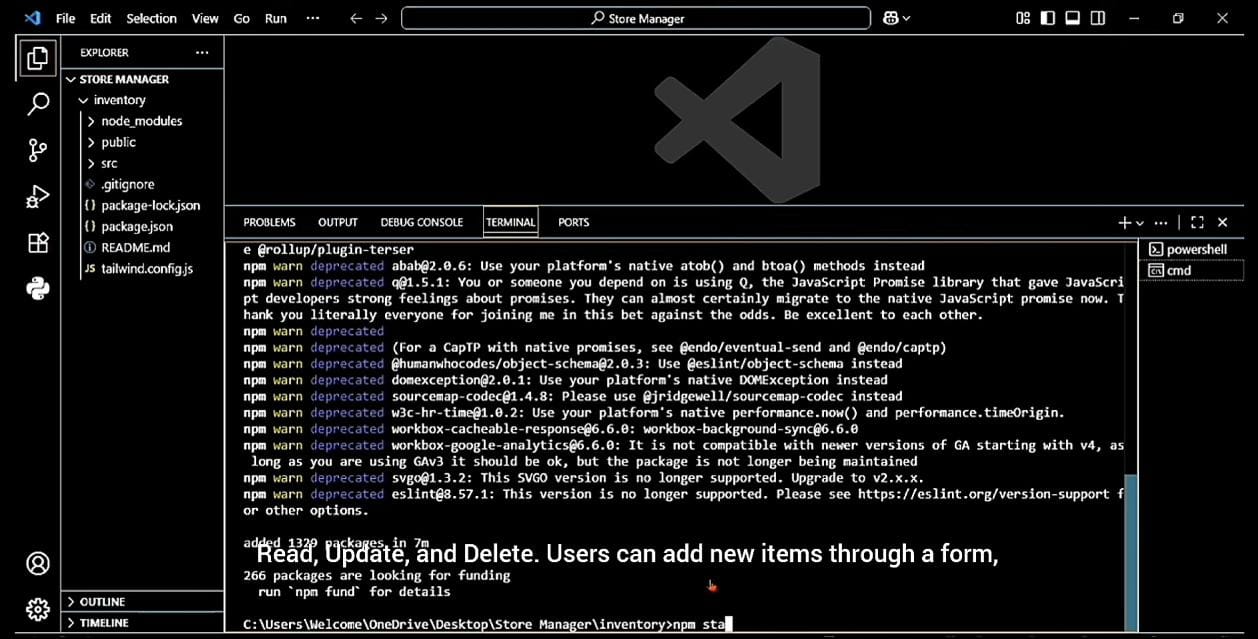 File Edit Selection View Go Run ··· Store Manager
EXPLORER ···
STORE MANAGER
inventory
node_modules
public
src
.gitignore
{} package-lock.json
{} package.json
README.md
JS tailwind.config.js
OUTLINE
TIMELINE
PROBLEMS OUTPUT DEBUG CONSOLE TERMINAL PORTS
powershell
cmd
e @rollup/plugin-terser
npm warn deprecated abab@2.0.6: Use your platform's native atob() and btoa() methods instead
npm warn deprecated q@1.5.1: You or someone you depend on is using Q, the JavaScript Promise library that gave JavaScri
pt developers strong feelings about promises. They can almost certainly migrate to the native JavaScript promise now. T
hank you literally everyone for joining me in this bet against the odds. Be excellent to each other.
npm warn deprecated
npm warn deprecated (For a CapTP with native promises, see @endo/eventual-send and @endo/captp)
npm warn deprecated @humanwhocodes/object-schema@2.0.3: Use @eslint/object-schema instead
npm warn deprecated domexception@2.0.1: Use your platform's native DOMException instead
npm warn deprecated sourcemap-codec@1.4.8: Please use @jridgewell/sourcemap-codec instead
npm warn deprecated w3c-hr-time@1.0.2: Use your platform's native performance.now() and performance.timeOrigin.
npm warn deprecated workbox-cacheable-response@6.6.0: workbox-background-sync@6.6.0
npm warn deprecated workbox-google-analytics@6.6.0: It is not compatible with newer versions of GA starting with v4, as
long as you are using GAv3 it should be ok, but the package is not longer being maintained
npm warn deprecated svgo@1.3.2: This SVGO version is no longer supported. Upgrade to v2.x.x.
npm warn deprecated eslint@8.57.1: This version is no longer supported. Please see https://eslint.org/version-support f
or other options.
added 1329 packages in 7m
Read, Update, and Delete. Users can add new items through a form,
266 packages are looking for funding
run `npm fund` for details
C:\Users\Welcome\OneDrive\Desktop\Store Manager\inventory>npm sta